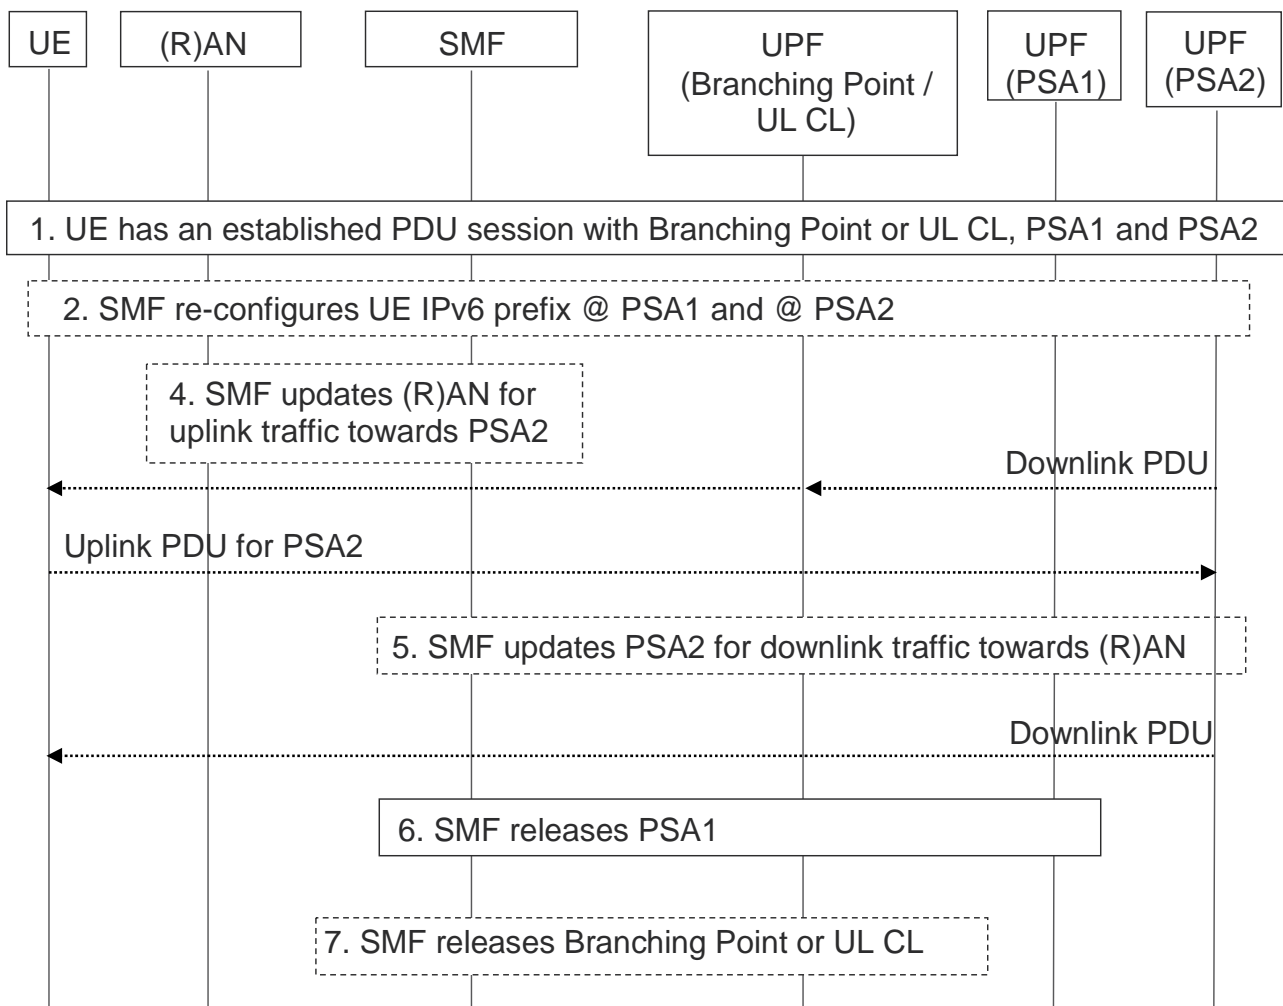 UE
(R)AN
SMF
UPF
(Branching Point /
UL CL)
UPF
(PSA1)
UPF
(PSA2)
1. UE has an established PDU session with Branching Point or UL CL, PSA1 and PSA2
2. SMF re-configures UE IPv6 prefix @ PSA1 and @ PSA2
4. SMF updates (R)AN for
uplink traffic towards PSA2
Downlink PDU
Uplink PDU for PSA2
5. SMF updates PSA2 for downlink traffic towards (R)AN
Downlink PDU
6. SMF releases PSA1
7. SMF releases Branching Point or UL CL